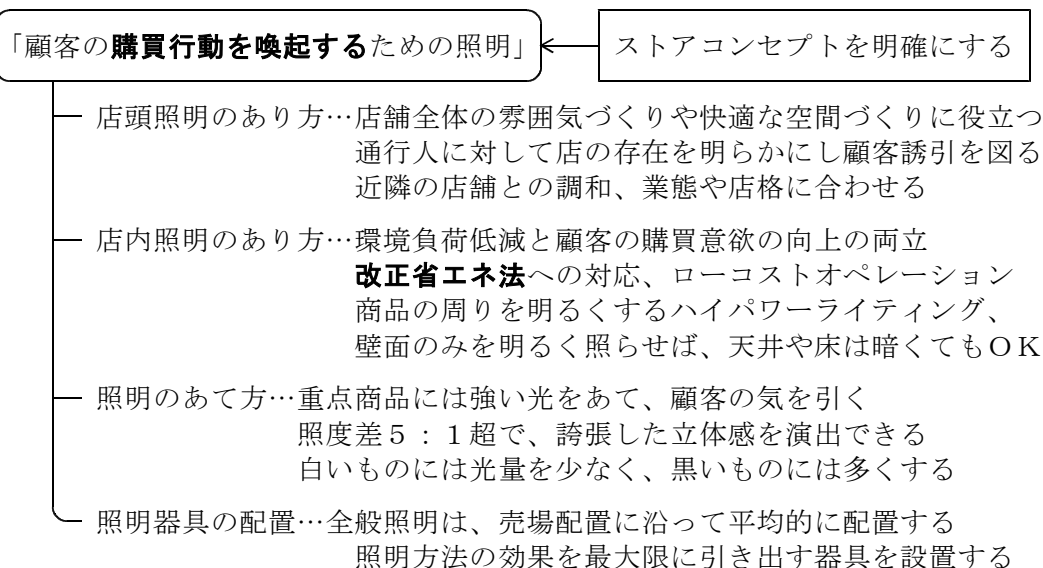 「顧客の購買行動を喚起するための照明」 ストアコンセプトを明確にする
店頭照明のあり方…店舗全体の雰囲気づくりや快適な空間づくりに役立つ
通行人に対して店の存在を明らかにし顧客誘引を図る
近隣の店舗との調和、業態や店格に合わせる
店内照明のあり方…環境負荷低減と顧客の購買意欲の向上の両立
改正省エネ法への対応、ローコストオペレーション
商品の周りを明るくするハイパワーライティング、
壁面のみを明るく照らせば、天井や床は暗くてもＯＫ
照明のあて方…重点商品には強い光をあて、顧客の気を引く
照度差５：１超で、誇張した立体感を演出できる
白いものには光量を少なく、黒いものには多くする
照明器具の配置…全般照明は、売場配置に沿って平均的に配置する
照明方法の効果を最大限に引き出す器具を設置する